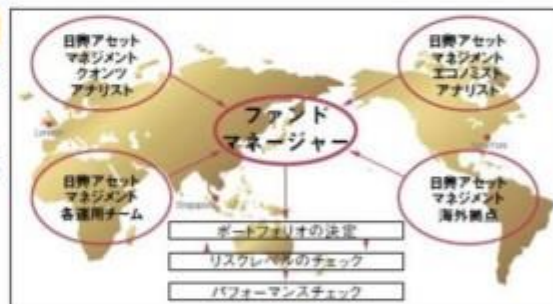 日興アセット
マネジメント
クオンツ
アナリスト
日興アセット
マネジメント
エコノミスト
アナリスト
ファンド
マネージャー
London
日興アセット
マネジメント
各運用チーム
Singapore
日興アセット
マネジメント
海外拠点
ポートフォリオの決定
リスクレベルのチェック
パフォーマンスチェック